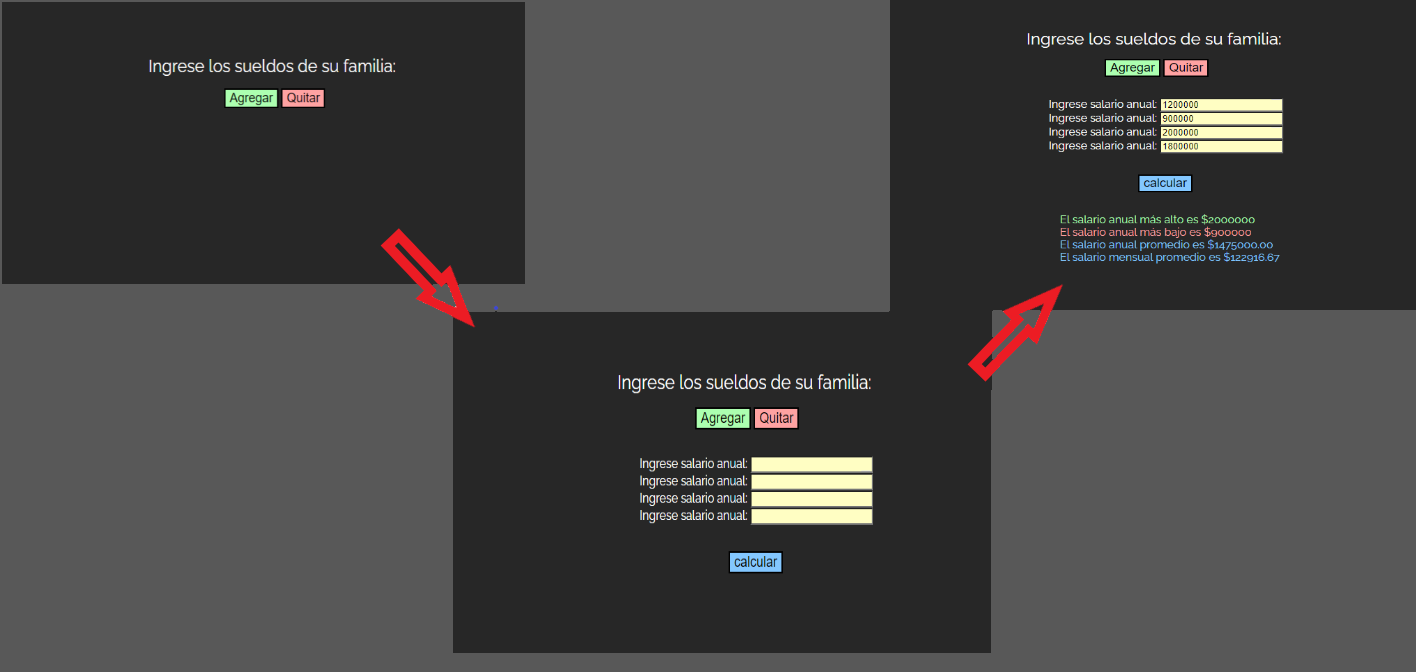 Ingrese los sueldos de su familia:
Agregar Quitar
Ingrese los sueldos de su familia:
Agregar Quitar
Ingrese salario anual:
Ingrese salario anual:
Ingrese salario anual:
Ingrese salario anual:
calcular
Ingrese los sueldos de su familia:
Agregar Quitar
Ingrese salario anual: 1200000
Ingrese salario anual: 900000
Ingrese salario anual: 2000000
Ingrese salario anual: 1800000
calcular
El salario anual más alto es $2000000
El salario anual más bajo es $900000
El salario anual promedio es $1475000.00
El salario mensual promedio es $122916.67